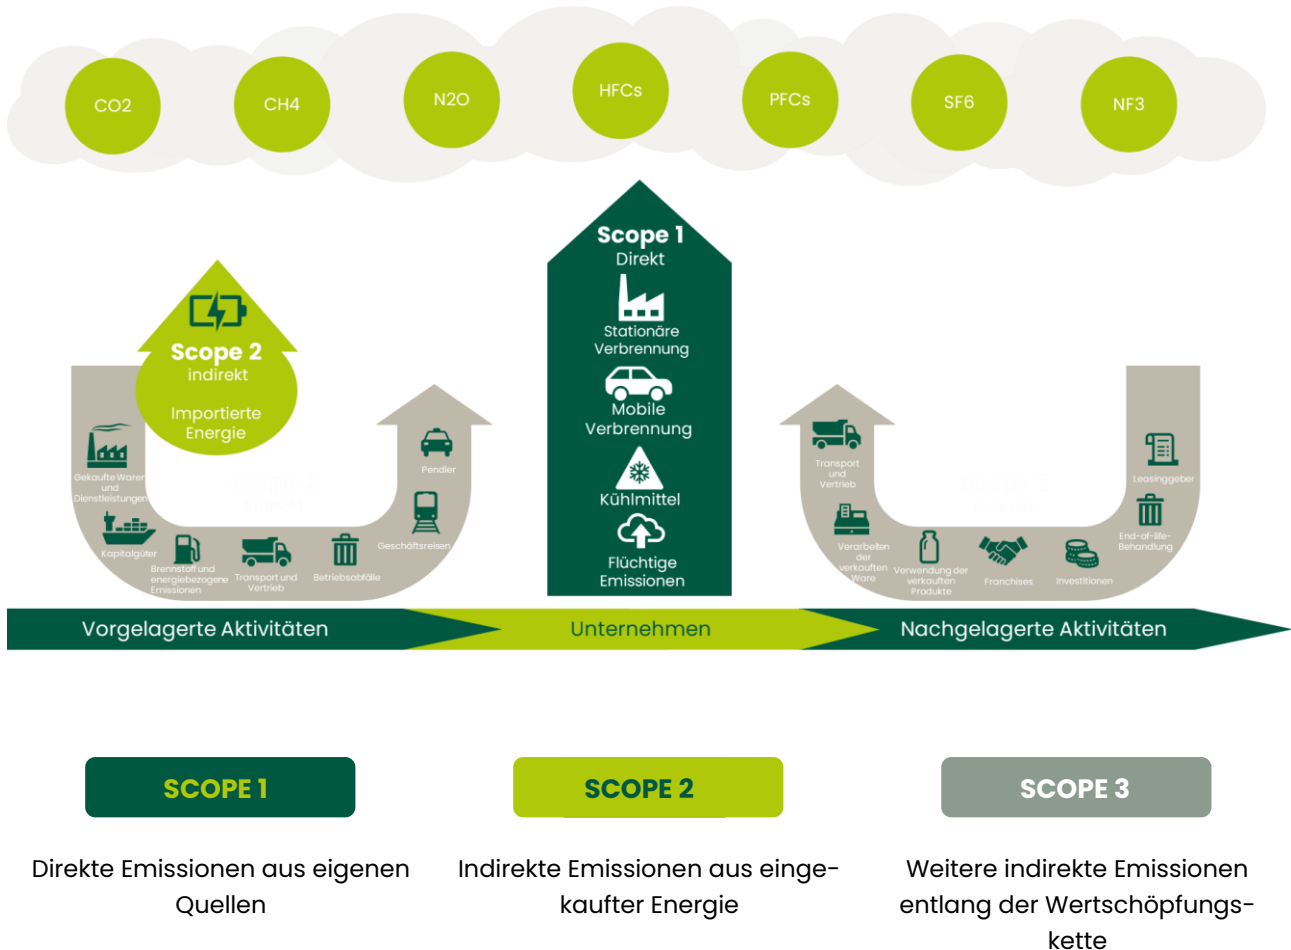 CO2
CH4
N2O
HFCs
PFCs
SF6
NF3
Scope 1
Direkt
Stationäre
Verbrennung
Mobile
Verbrennung
Kühlmittel
Flüchtige
Emissionen
Scope 2
indirekt
Importierte
Energie
Gekaufte Waren
und
Dienstleistungen
Kapitalgüter
Brennstoff und
energiebezogene
Emissionen
Transport und
Vertrieb
Betriebsabfälle
Geschäftsreisen
Pendler
Transport
und
Vertrieb
Verarbeiten
der
verkauften
Ware
Verwendung der
verkauften
Produkte
Franchises
Investitionen
End-of-life-
Behandlung
Leasinggeber
Vorgelagerte Aktivitäten
Unternehmen
Nachgelagerte Aktivitäten
SCOPE 1
Direkte Emissionen aus eigenen
Quellen
SCOPE 2
Indirekte Emissionen aus einge-
kaufter Energie
SCOPE 3
Weitere indirekte Emissionen
entlang der Wertschöpfungs-
kette